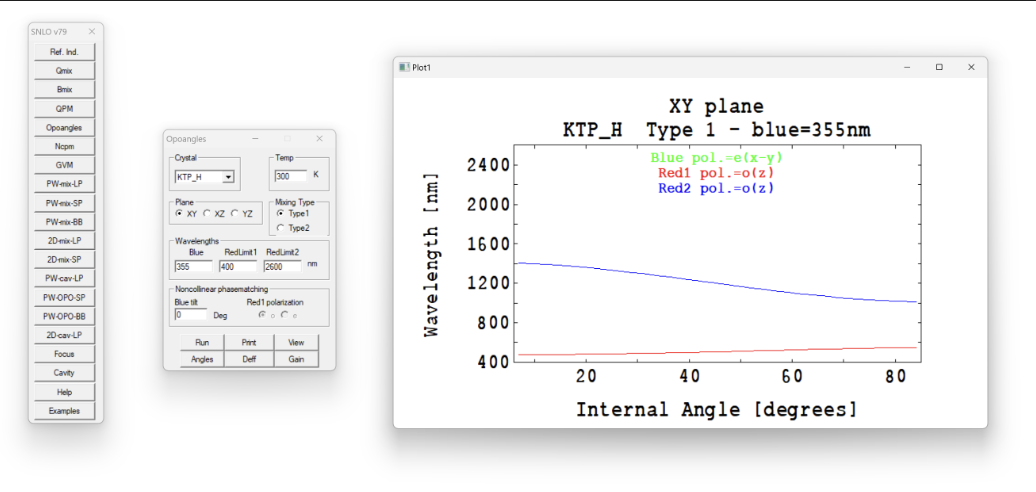 SNLO v79 ×
Ref. Ind.
Qmix
Bmix
QPM
Opoangles
Ncpm
GVM
PW-mix-LP
PW-mix-SP
PW-mix-BB
2D-mix-LP
2D-mix-SP
PW-cav-LP
PW-OPO-SP
PW-OPO-BB
2D-cav-LP
Focus
Cavity
Help
Examples
Opoangles
Crystal
KTP_H
Temp
300 K
Plane
XY XZ YZ
Mixing Type
Type1
Type2
Wavelengths
Blue RedLimit1 RedLimit2
355 400 2600 nm
Noncollinear phasematching
Blue tilt Red1 polarization
0 Deg o o
Run Print View
Angles Deff Gain
Plot1
XY plane
KTP_H Type 1 - blue=355nm
Blue pol.=e(x-y)
Red1 pol.=o(z)
Red2 pol.=o(z)
Wavelength [nm]
2400
2000
1600
1200
800
400
20 40 60 80
Internal Angle [degrees]